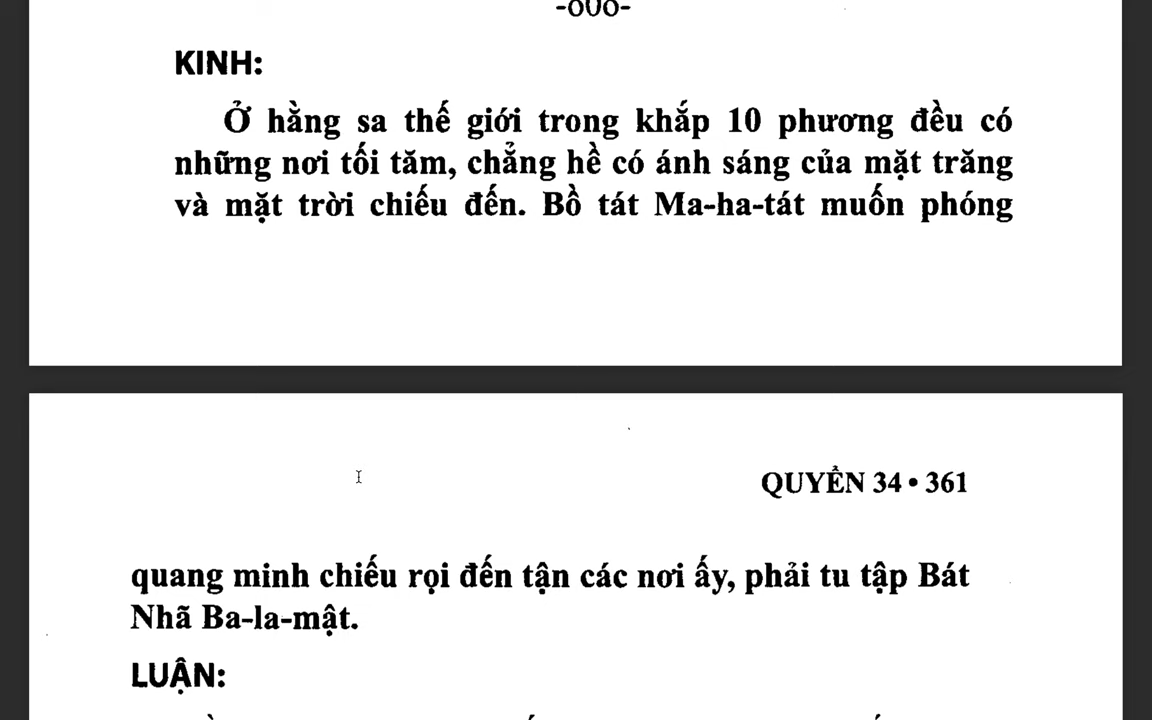 -o0o-
KINH:
Ở hằng sa thế giới trong khắp 10 phương đều có
những nơi tối tăm, chẳng hề có ánh sáng của mặt trăng
và mặt trời chiếu đến. Bồ tát Ma-ha-tát muốn phóng
QUYỂN 34 • 361
quang minh chiếu rọi đến tận các nơi ấy, phải tu tập Bát
Nhã Ba-la-mật.
LUẬN: